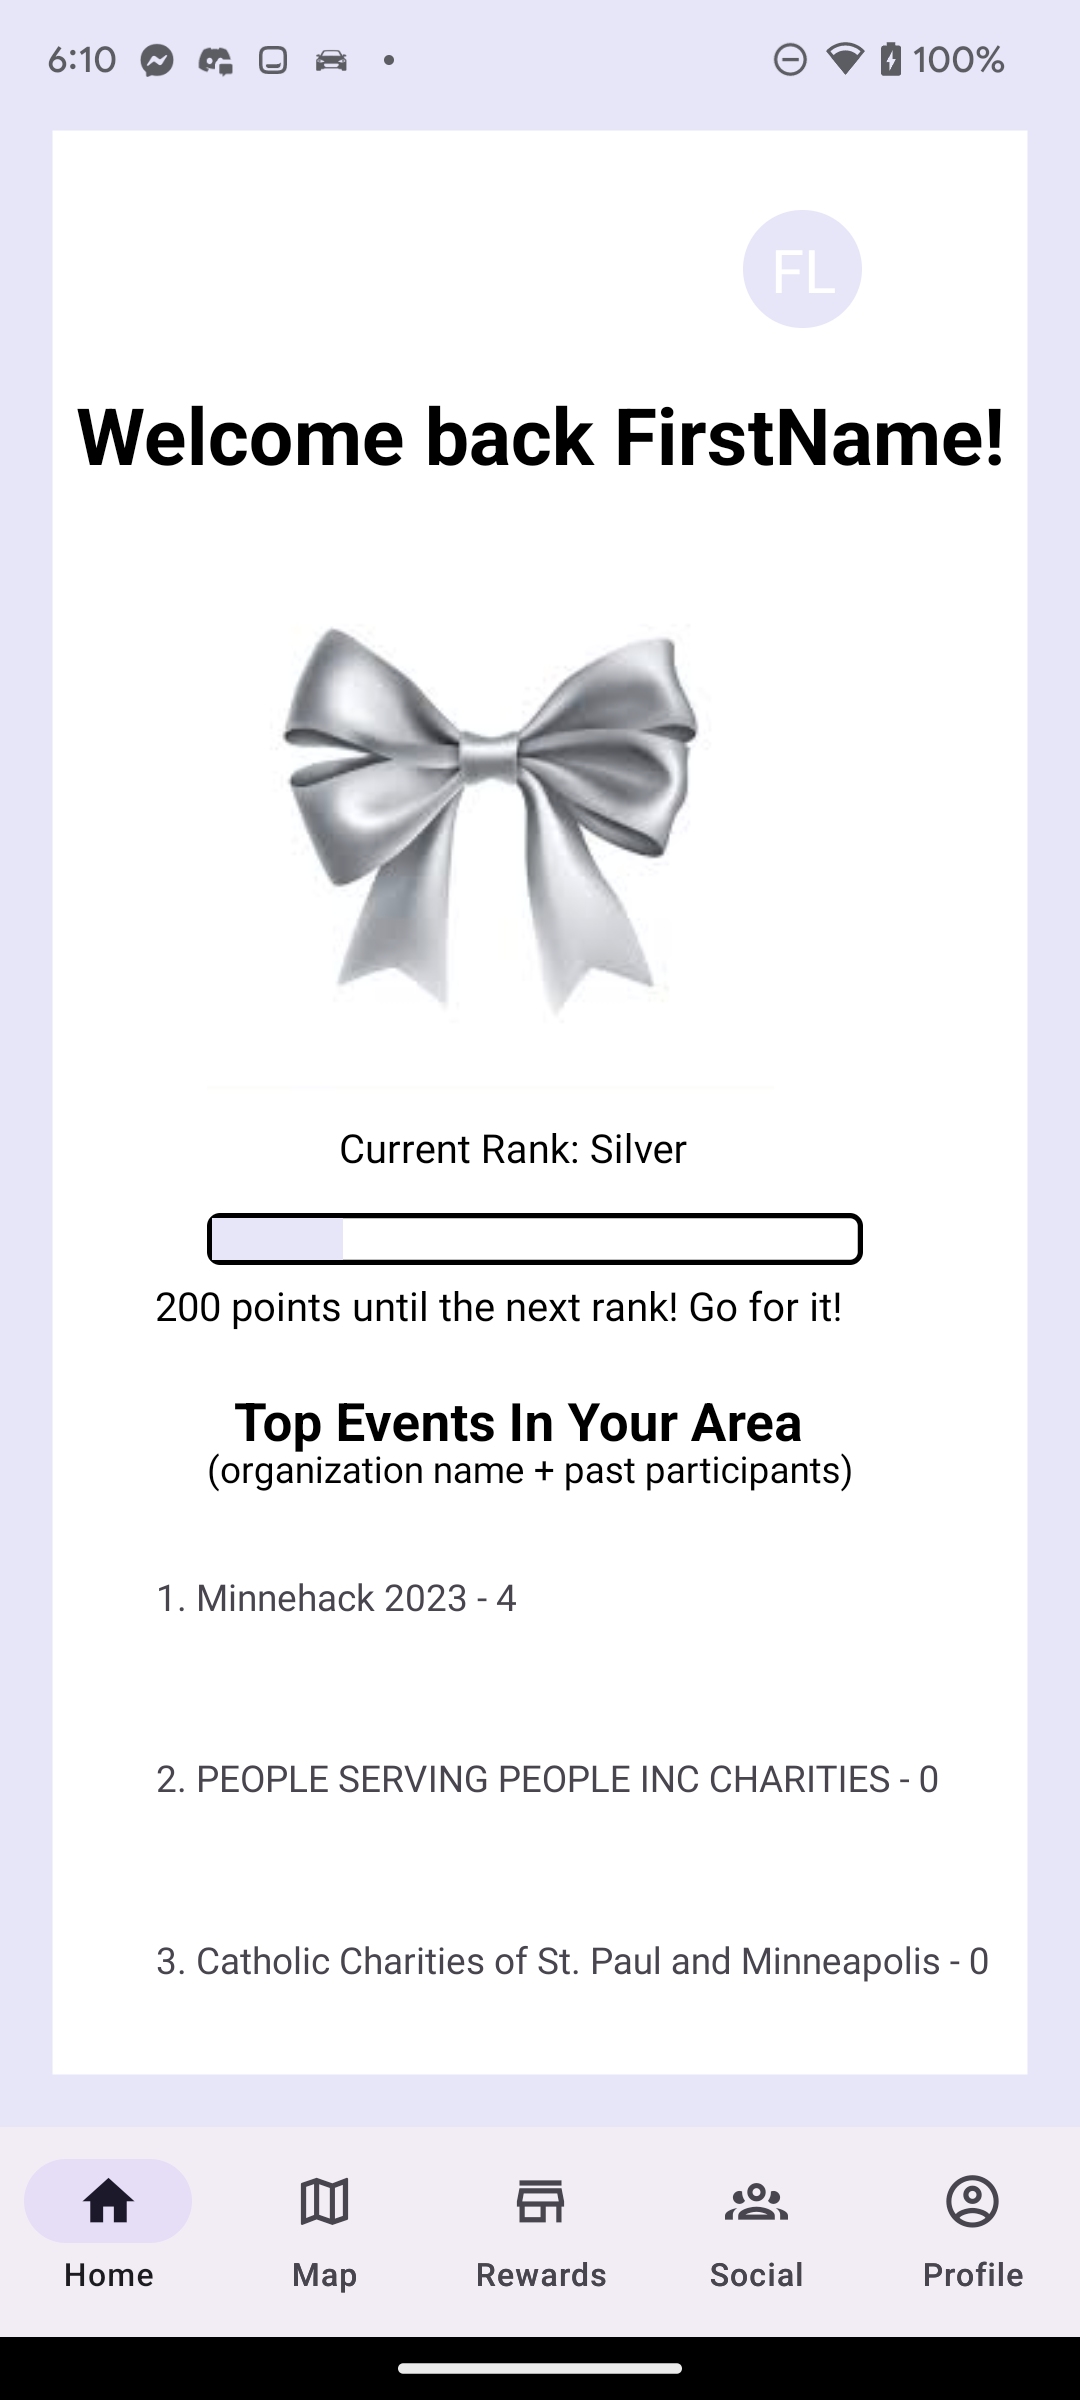 6:10
100%
FL
Welcome back FirstName!
Current Rank: Silver
200 points until the next rank! Go for it!
Top Events In Your Area
(organization name + past participants)
1. Minnehack 2023 - 4
2. PEOPLE SERVING PEOPLE INC CHARITIES - 0
3. Catholic Charities of St. Paul and Minneapolis - 0
Home
Map
Rewards
Social
Profile